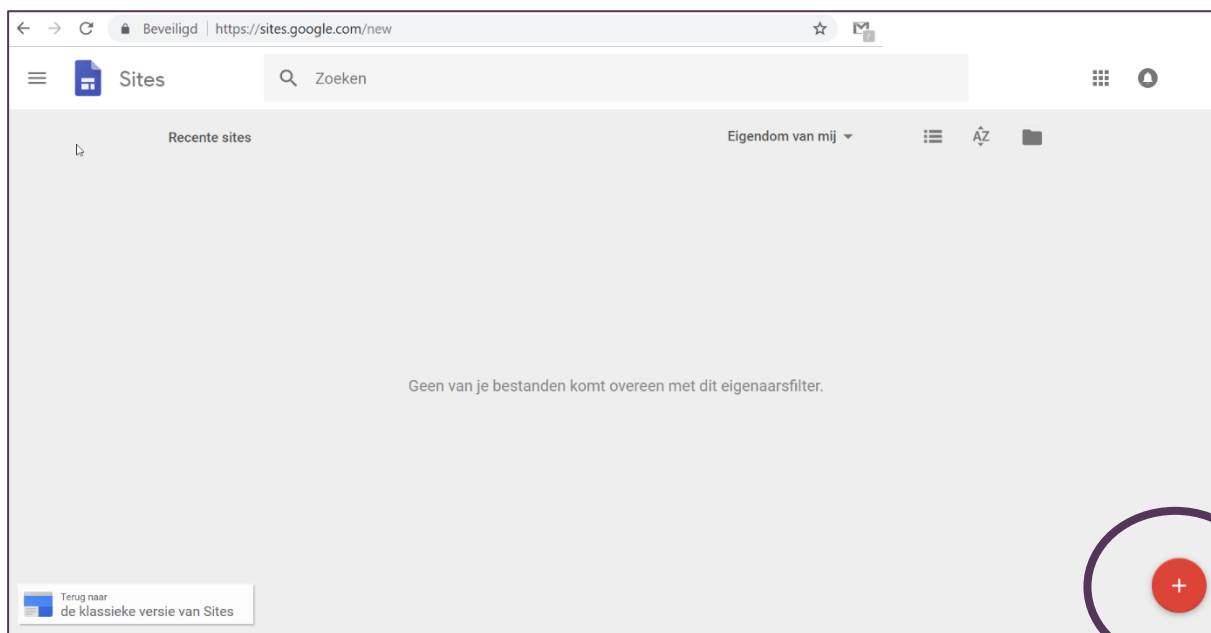 Beveiligd | https://sites.google.com/new
Sites
Zoeken
Recente sites
Eigendom van mij
AZ
Geen van je bestanden komt overeen met dit eigenaarsfilter.
+
Terug naar
de klassieke versie van Sites